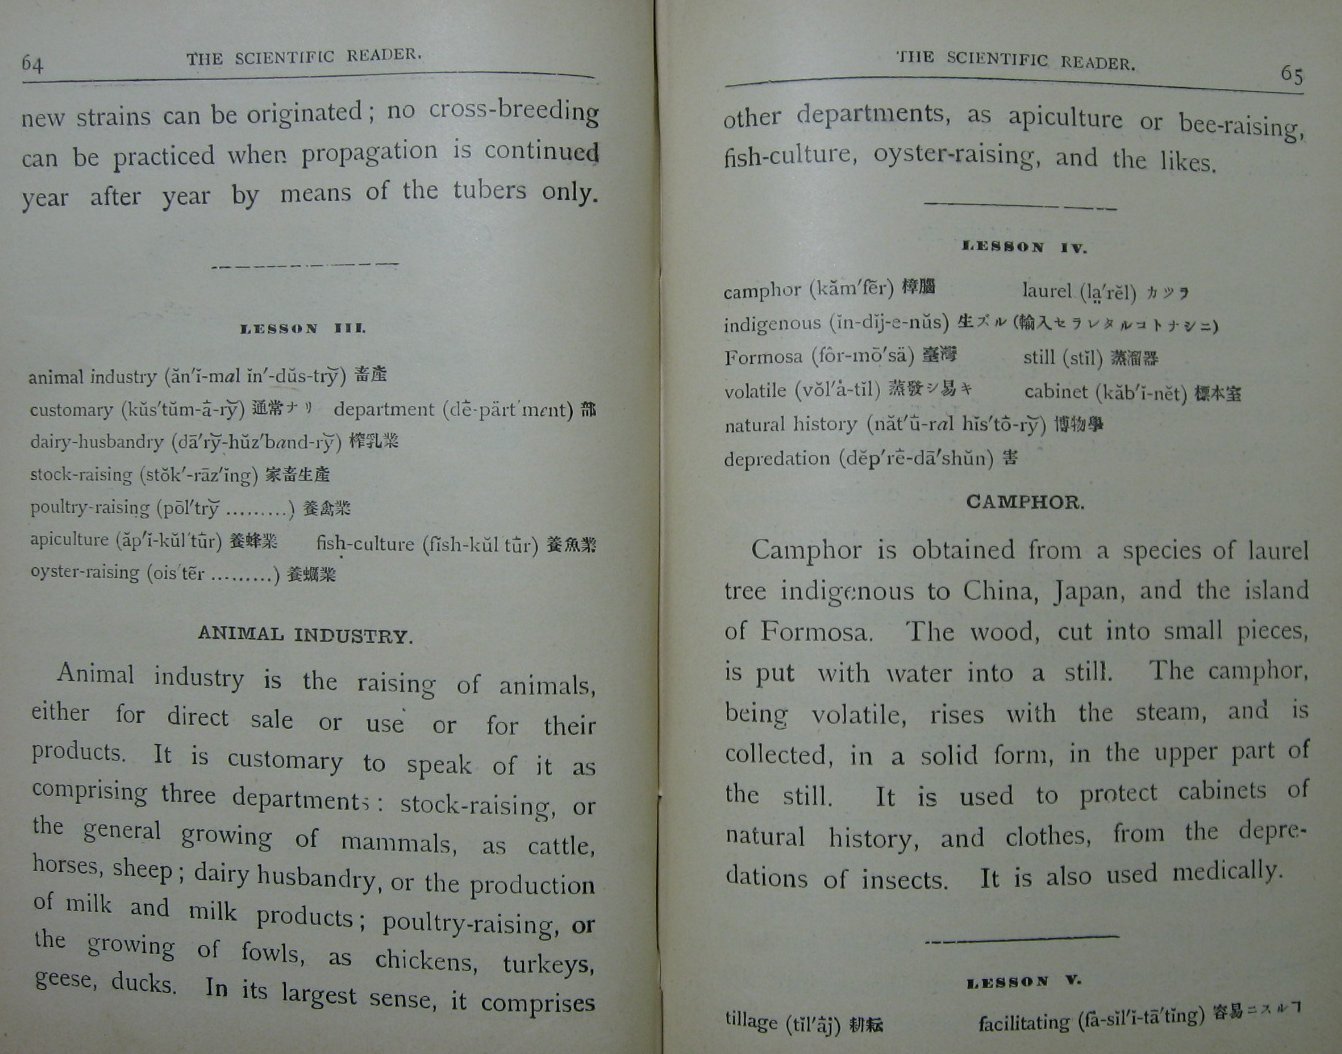 64
THE SCIENTIFIC READER.
new strains can be originated; no cross-breeding
can be practiced when propagation is continued
year after year by means of the tubers only.
LESSON III.
animal industry (ăn′ĭ-mal ĭn′-dŭs-trў) 畜產
customary (kŭs′tŭm-â-rў) 通常ナリ department (dē-pärt′ment) 部
dairy-husbandry (dā′rў-hŭz′band-rў) 榨乳業
stock-raising (stŏk′-rāz′ĭng) 家畜生產
poultry-raising (pōl′trў .........) 養禽業
apiculture (ăp′ĭ-kŭl′tūr) 養蜂業 fish-culture (fĭsh-kŭl tūr) 養魚業
oyster-raising (ois′tẽr .........) 養蠣業
ANIMAL INDUSTRY.
Animal industry is the raising of animals,
either for direct sale or use or for their
products. It is customary to speak of it as
comprising three departments: stock-raising, or
the general growing of mammals, as cattle,
horses, sheep; dairy husbandry, or the production
of milk and milk products; poultry-raising, or
the growing of fowls, as chickens, turkeys,
geese, ducks. In its largest sense, it comprises
THE SCIENTIFIC READER.
65
other departments, as apiculture or bee-raising,
fish-culture, oyster-raising, and the likes.
LESSON IV.
camphor (kăm′fẽr) 樟腦 laurel (la̤′rĕl) カツラ
indigenous (ĭn-dĭj-e-nŭs) 生ズル (輸入セラレタルコトナシニ)
Formosa (fôr-mō′sä) 臺灣 still (stĭl) 蒸溜器
volatile (vŏl′ȧ-tĭl) 蒸發シ易キ cabinet (kăb′ĭ-nĕt) 標本室
natural history (năt′ū-ral hĭs′tō-rў) 博物學
depredation (dĕp′rē-dā′shŭn) 害
CAMPHOR.
Camphor is obtained from a species of laurel
tree indigenous to China, Japan, and the island
of Formosa. The wood, cut into small pieces,
is put with water into a still. The camphor,
being volatile, rises with the steam, and is
collected, in a solid form, in the upper part of
the still. It is used to protect cabinets of
natural history, and clothes, from the depre-
dations of insects. It is also used medically.
LESSON V.
tillage (tĭl′āj) 耕耘 facilitating (fȧ-sĭl′ĭ-tā′tĭng) 容易ニスルヿ